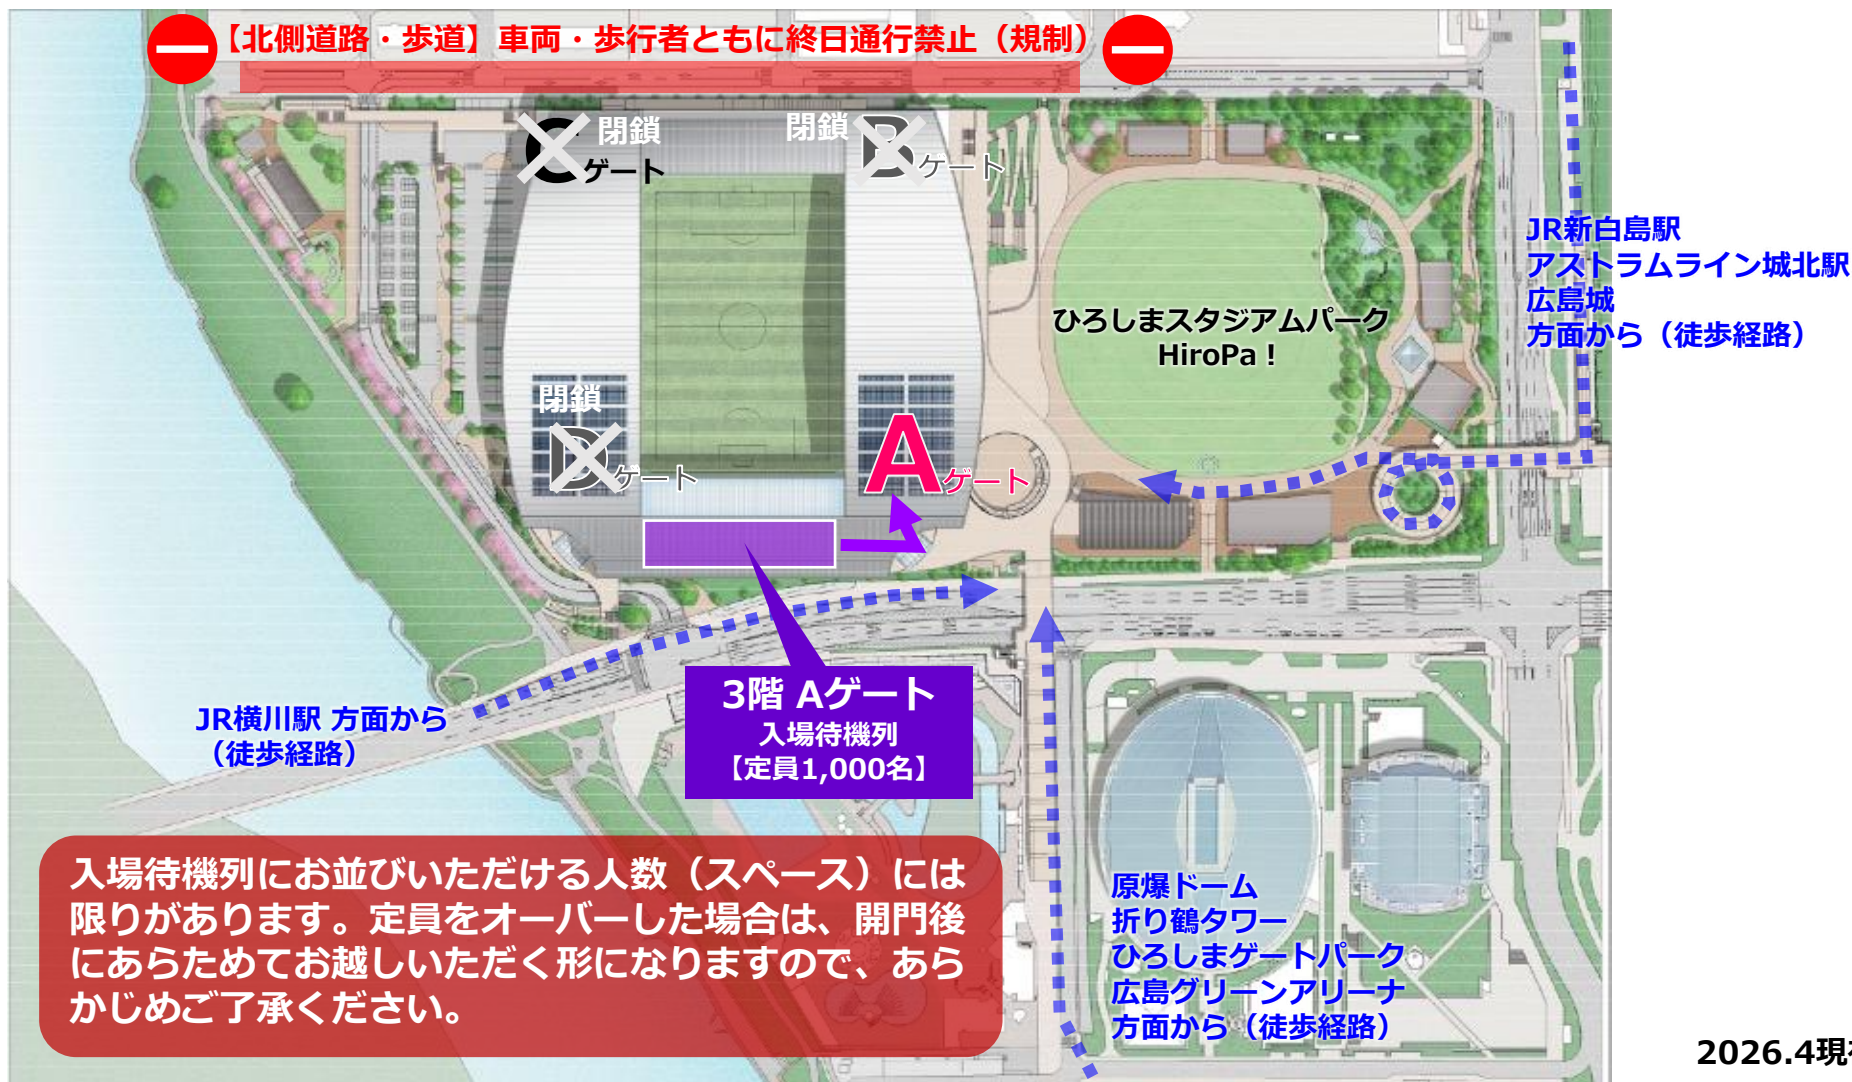 【北側道路・歩道】車両・歩行者ともに終日通行禁止（規制）
C 閉鎖
ゲート
閉鎖 B
ゲート
JR新白島駅
アストラムライン城北駅
広島城
方面から（徒歩経路）
ひろしまスタジアムパーク
HiroPa！
閉鎖
D
ゲート
A
ゲート
3階 Aゲート
入場待機列
【定員1,000名】
JR横川駅 方面から
（徒歩経路）
入場待機列にお並びいただける人数（スペース）には
限りがあります。定員をオーバーした場合は、開門後
にあらためてお越しいただく形になりますので、あら
かじめご了承ください。
原爆ドーム
折り鶴タワー
ひろしまゲートパーク
広島グリーンアリーナ
方面から（徒歩経路）
2026.4現